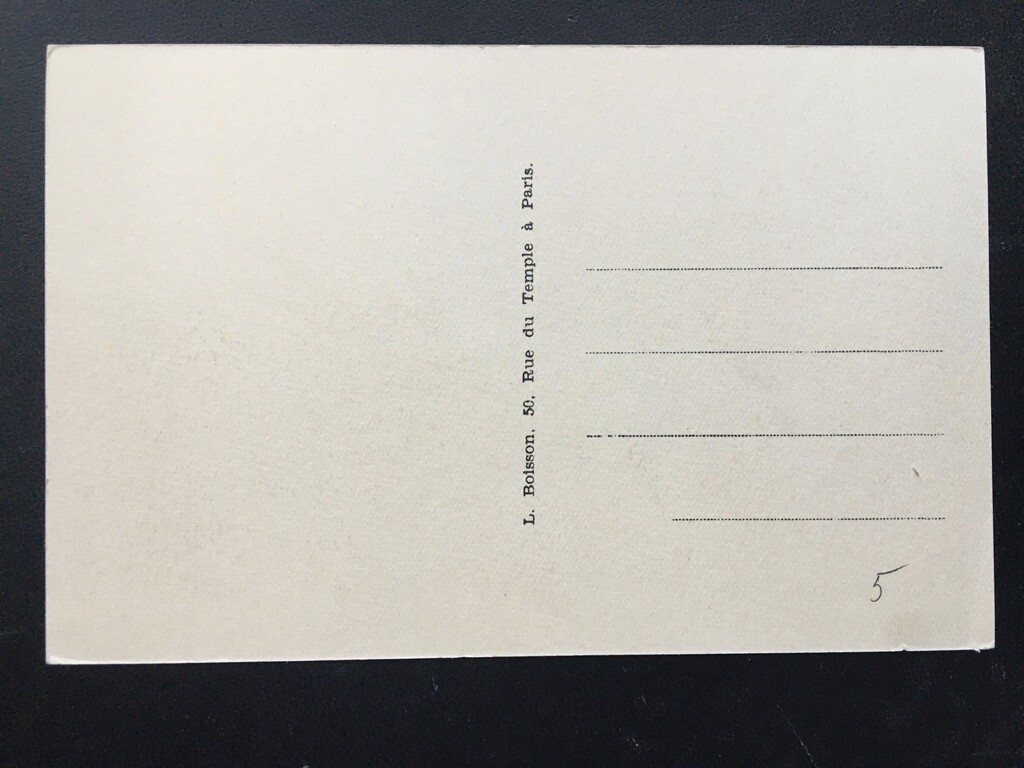 L. Boisson, 50, Rue du Temple à Paris.
5